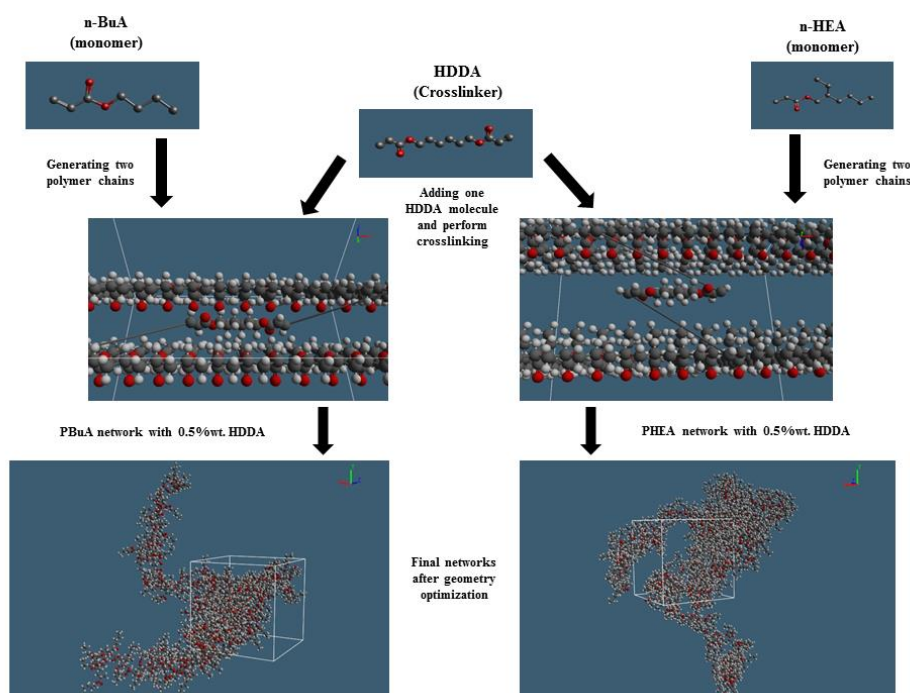 n-BuA
(monomer)
n-HEA
(monomer)
HDDA
(Crosslinker)
Generating two
polymer chains
Adding one
HDDA molecule
and perform
crosslinking
Generating two
polymer chains
PBuA network with 0.5%wt. HDDA
PHEA network with 0.5%wt. HDDA
Final networks
after geometry
optimization